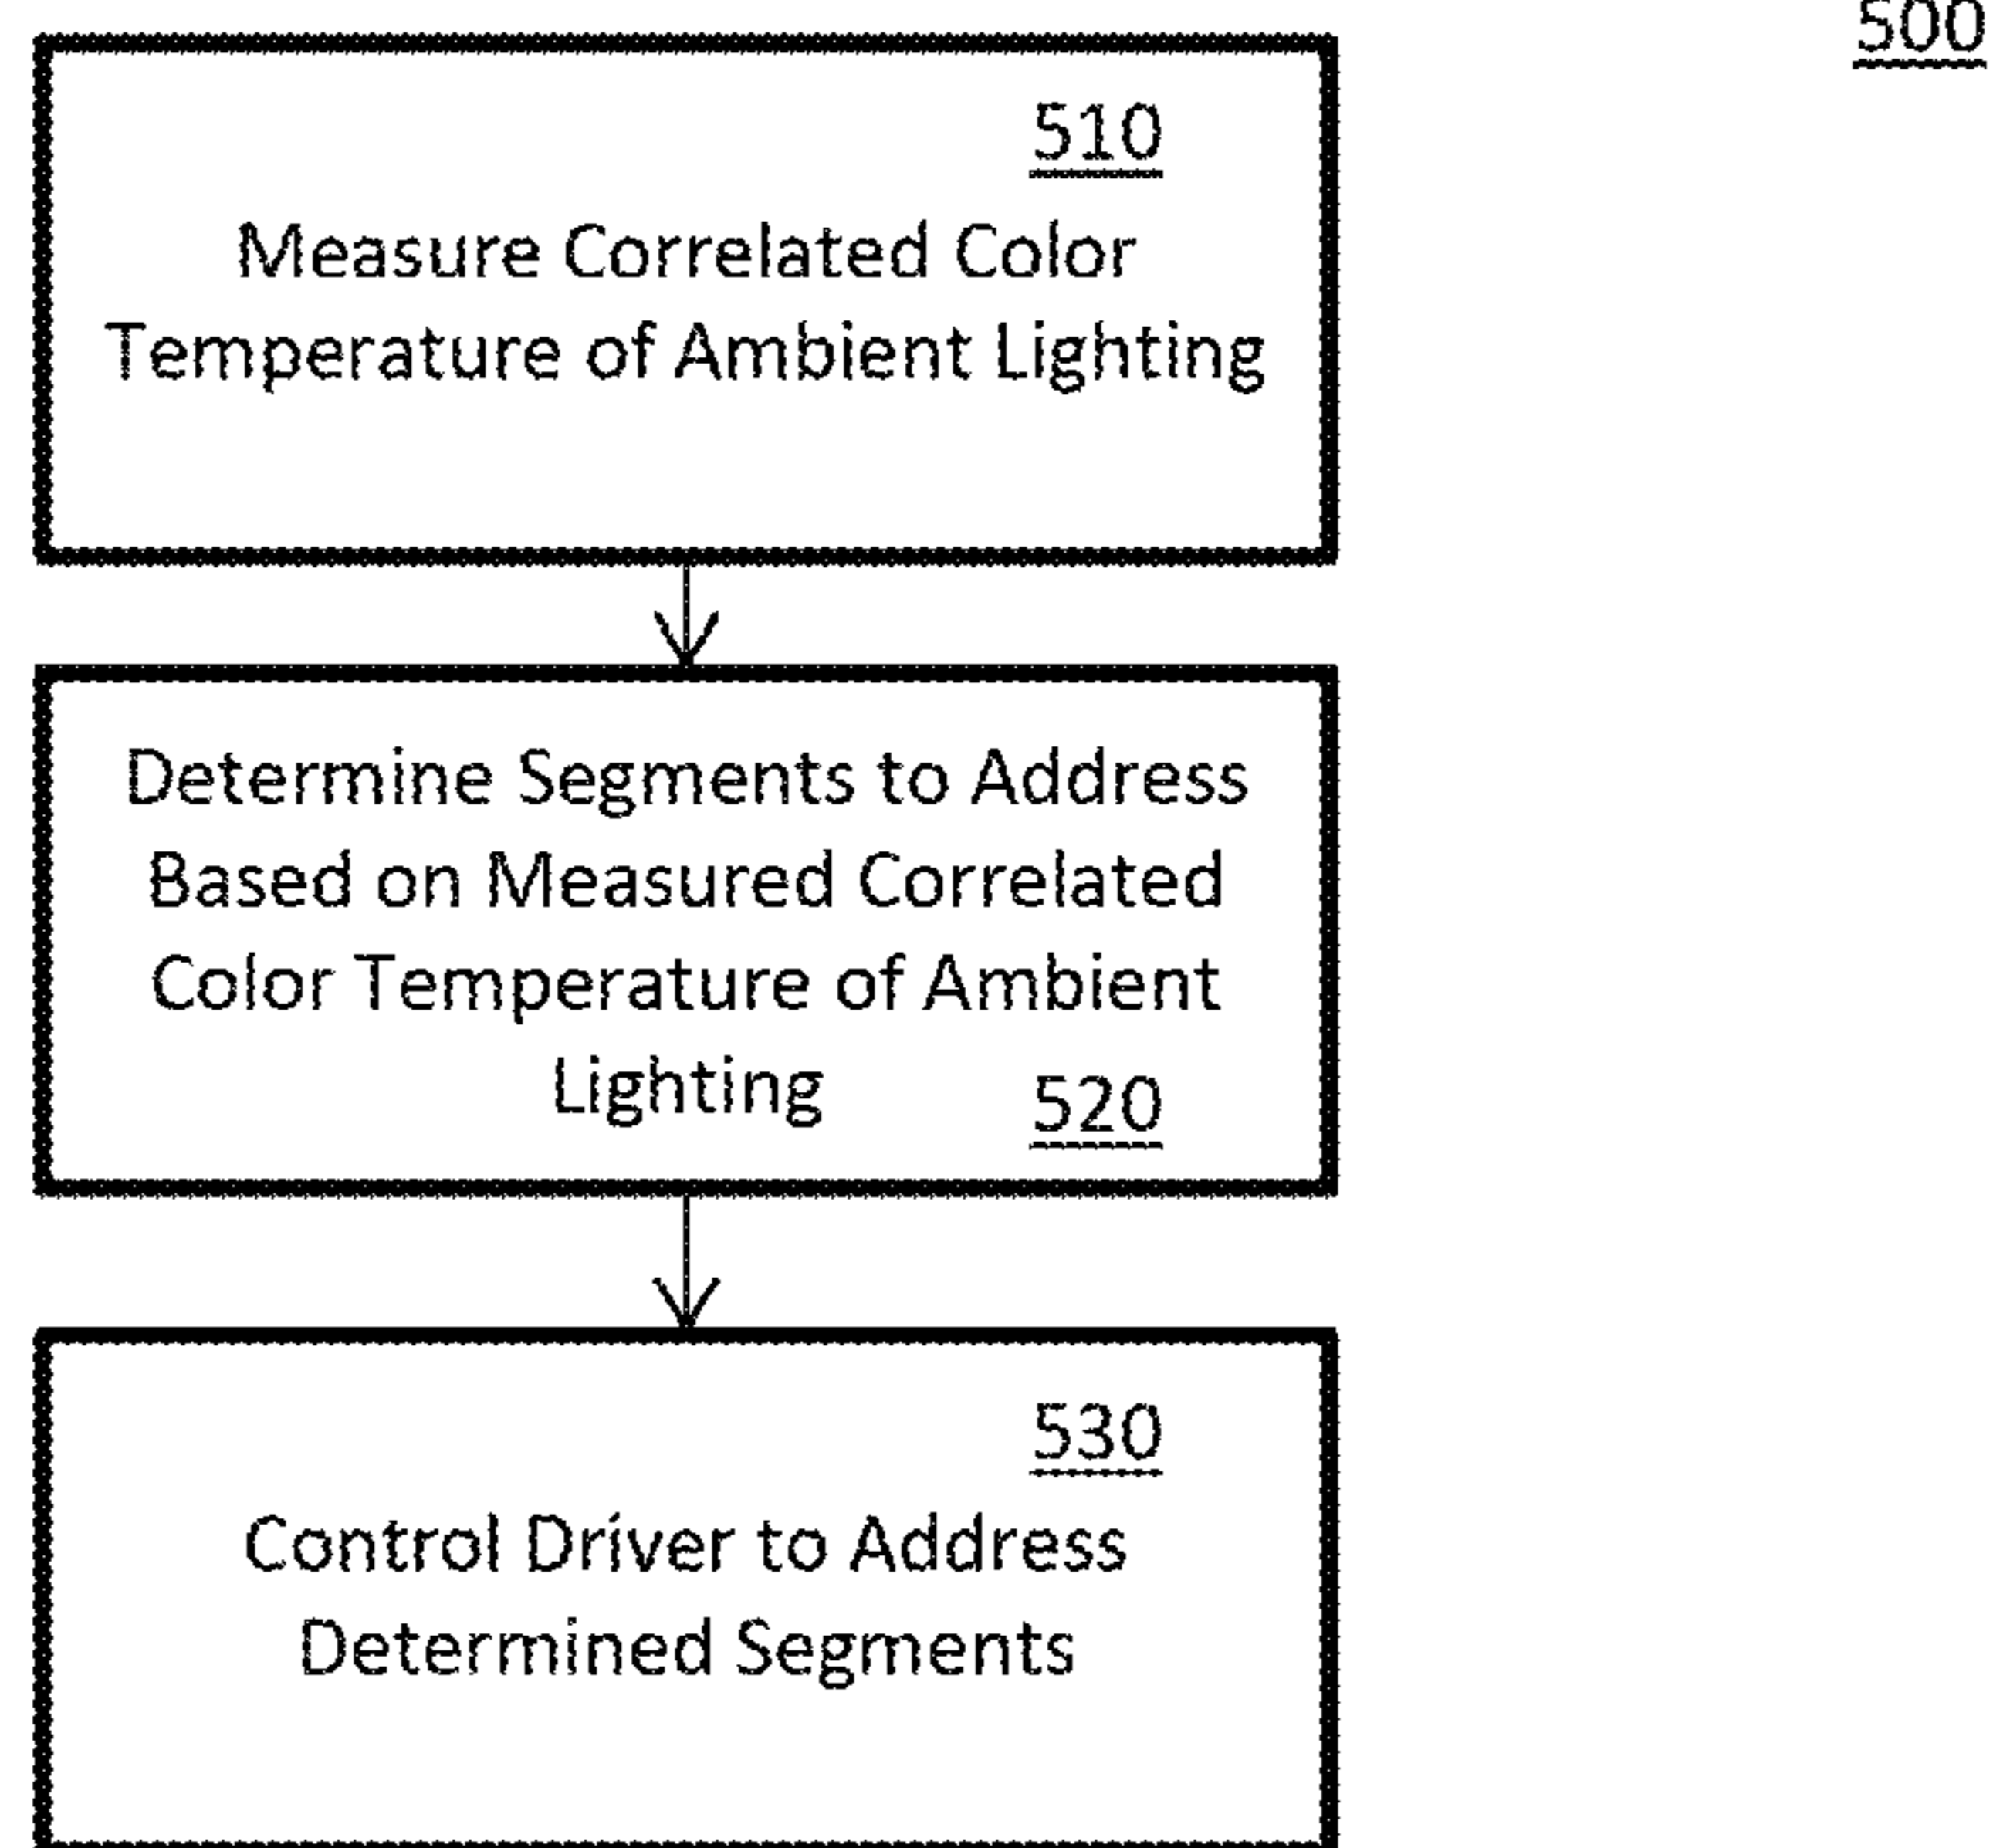 500
510
Measure Correlated Color
Temperature of Ambient Lighting
Determine Segments to Address
Based on Measured Correlated
Color Temperature of Ambient
Lighting 520
530
Control Driver to Address
Determined Segments